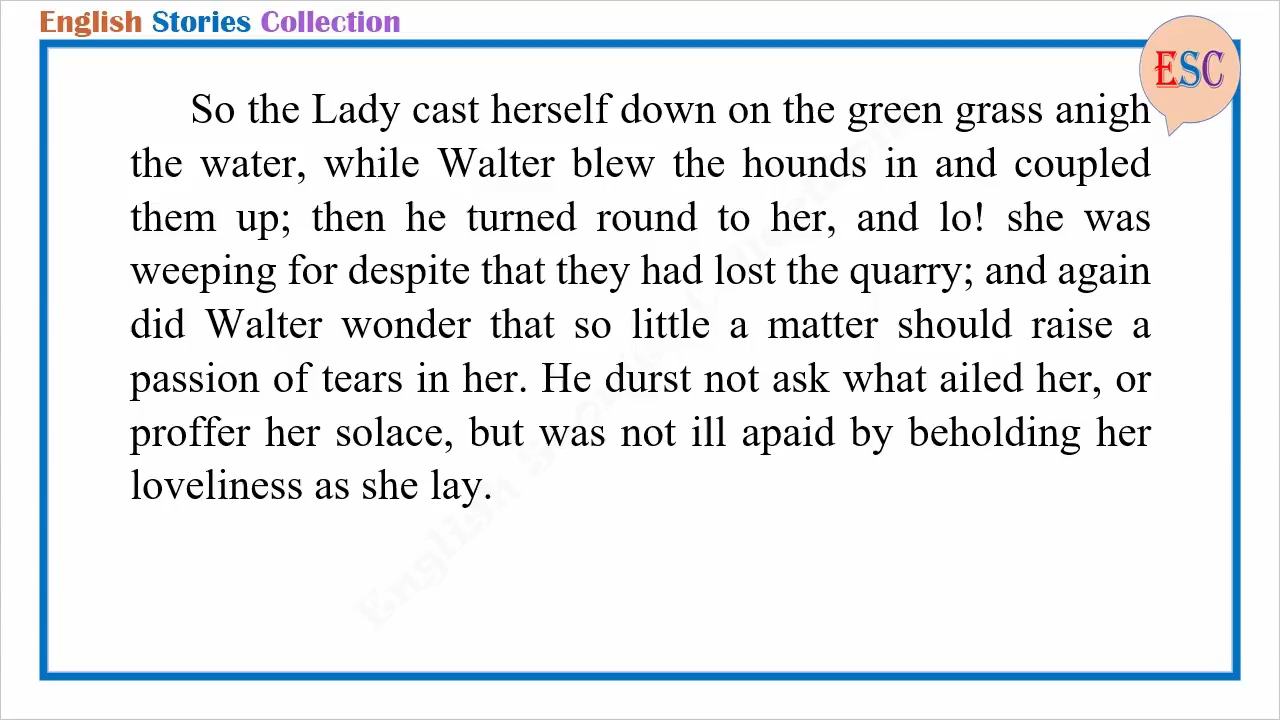 English Stories Collection
ESC
So the Lady cast herself down on the green grass anigh
the water, while Walter blew the hounds in and coupled
them up; then he turned round to her, and lo! she was
weeping for despite that they had lost the quarry; and again
did Walter wonder that so little a matter should raise a
passion of tears in her. He durst not ask what ailed her, or
proffer her solace, but was not ill apaid by beholding her
loveliness as she lay.
English Stories Collection